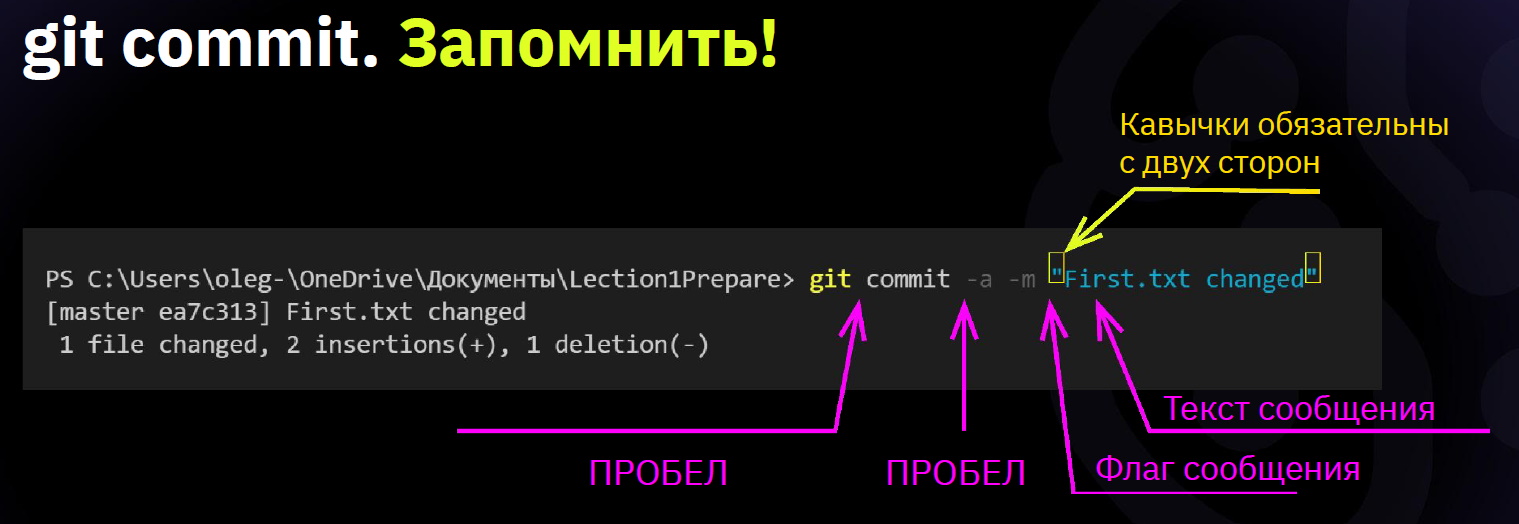 git commit. Запомнить!
Кавычки обязательны
с двух сторон
PS C:\Users\oleg-\OneDrive\Документы\Lection1Prepare> git commit -a -m "First.txt changed"
[master ea7c313] First.txt changed
1 file changed, 2 insertions(+), 1 deletion(-)
Текст сообщения
ПРОБЕЛ
ПРОБЕЛ
Флаг сообщения